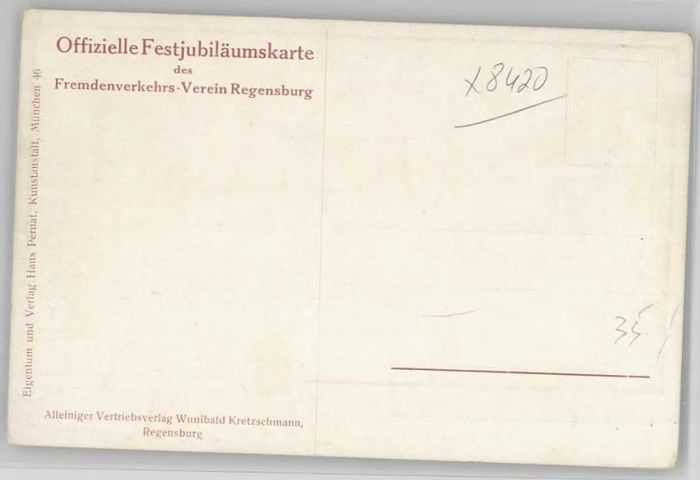 Offizielle Festjubiläumskarte
des
Fremdenverkehrs-Verein Regensburg
Eigentum und Verlag Hans Pernat, Kunstanstalt, München 46
Alleiniger Vertriebsverlag Wunibald Kretzschmann,
Regensburg
X8420
35